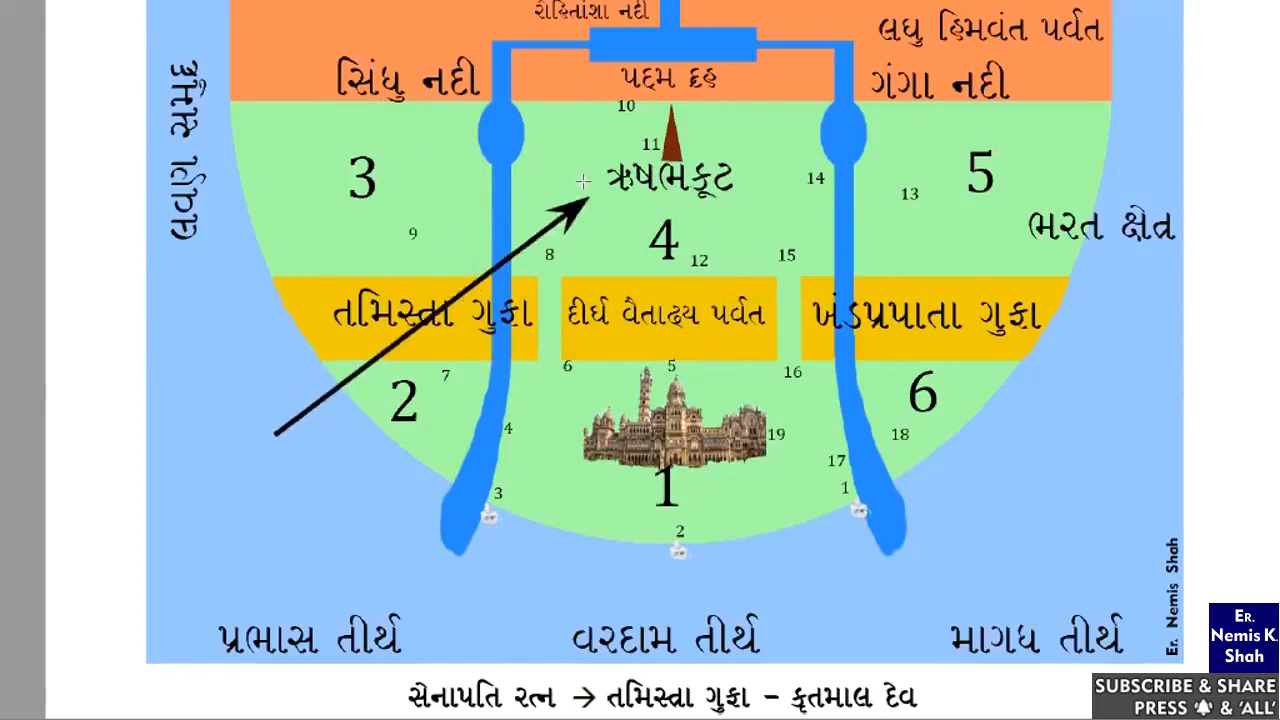 રોહિતાંશા નદી
લઘુ હિમવંત પર્વત
લવણ સમુદ્ર
સિંધુ નદી
પદમ દ્રહ
ગંગા નદી
10
11
ઋષભકૂટ
3
14
13
5
ભરત ક્ષેત્ર
9
8
4
12
15
તમિસ્ત્રા ગુફા
દીર્ઘ વૈતાઢ્ય પર્વત
ખંડપ્રપાતા ગુફા
7
6
5
16
2
6
4
19
18
17
3
1
1
2
પ્રભાસ તીર્થ
વરદામ તીર્થ
માગધ તીર્થ
Er. Nemis Shah
ER.
Nemis K.
Shah
સેનાપતિ રત્ન → તમિસ્ત્રા ગુફા - કૃતમાલ દેવ
SUBSCRIBE & SHARE
PRESS & 'ALL'